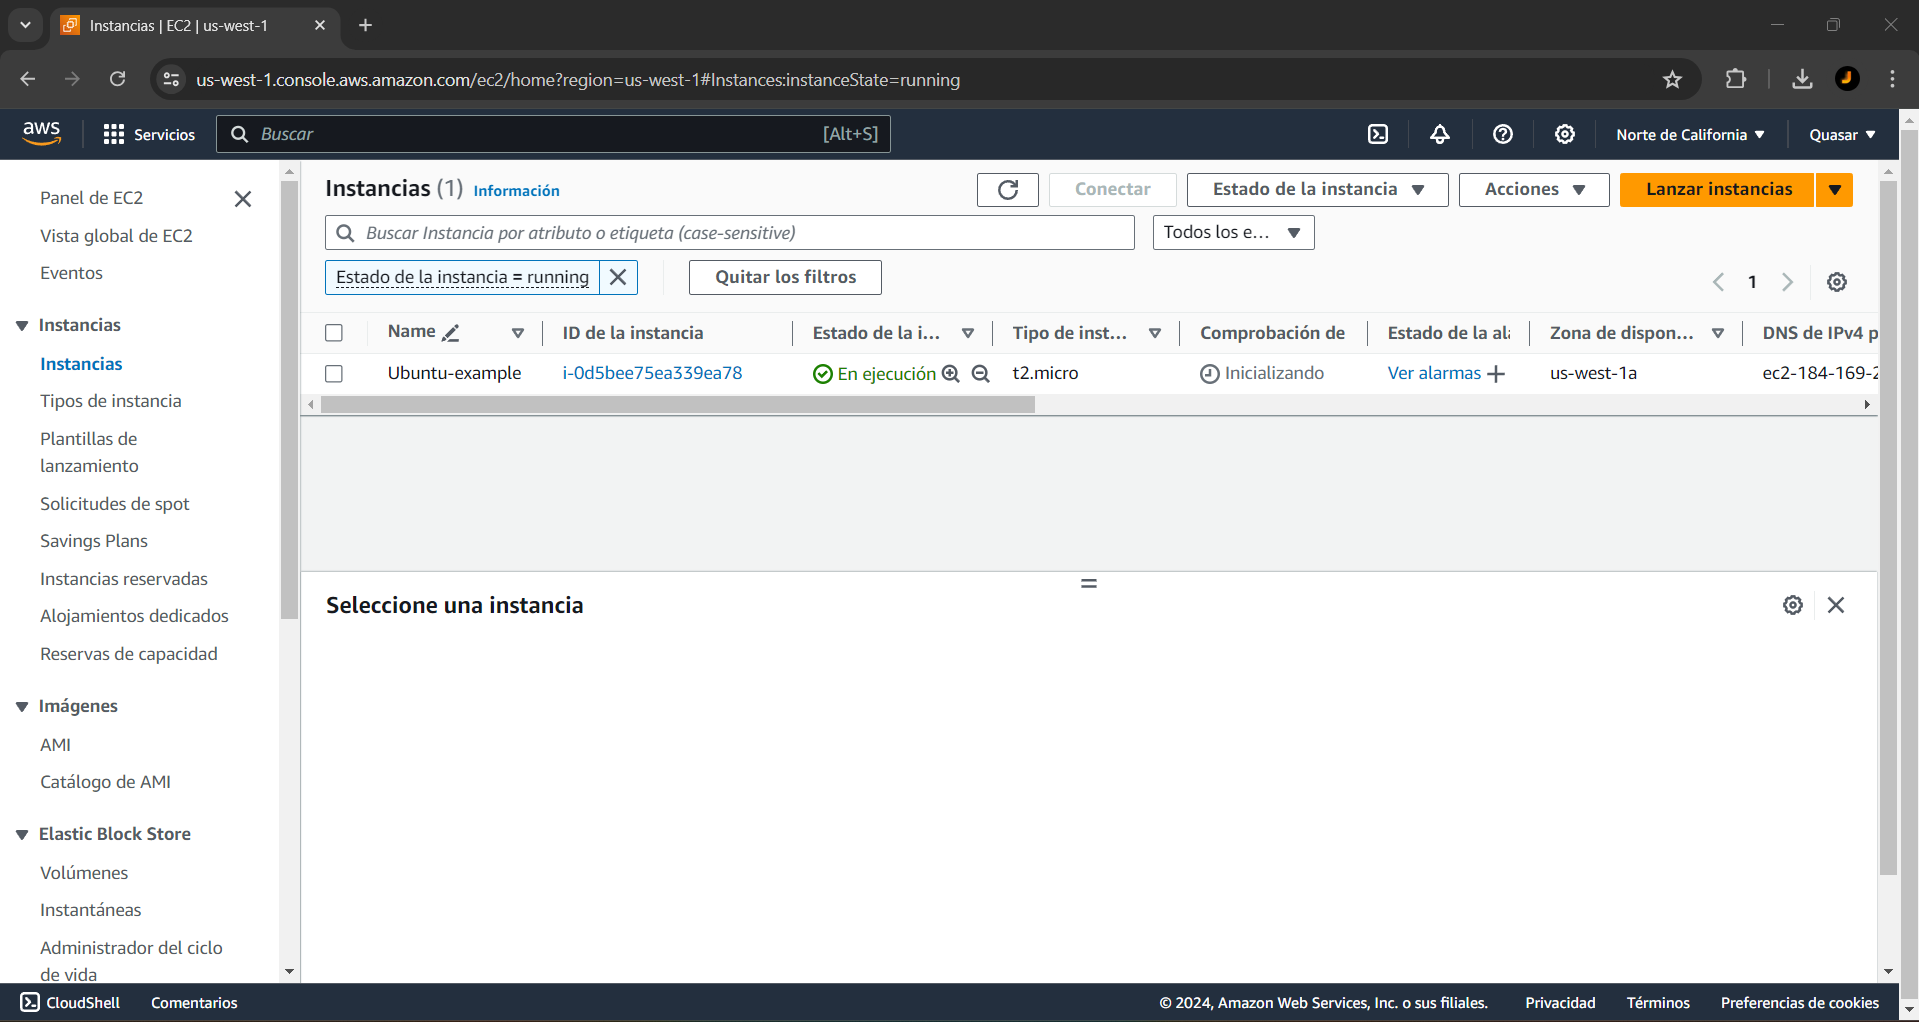 Instancias | EC2 | us-west-1
us-west-1.console.aws.amazon.com/ec2/home?region=us-west-1#Instances:instanceState=running
aws
Servicios
Buscar [Alt+S]
Norte de California
Quasar
Panel de EC2
Vista global de EC2
Eventos
Instancias
Instancias
Tipos de instancia
Plantillas de
lanzamiento
Solicitudes de spot
Savings Plans
Instancias reservadas
Alojamientos dedicados
Reservas de capacidad
Imágenes
AMI
Catálogo de AMI
Elastic Block Store
Volúmenes
Instantáneas
Administrador del ciclo
de vida
Instancias (1) Información
Conectar
Estado de la instancia
Acciones
Lanzar instancias
Buscar Instancia por atributo o etiqueta (case-sensitive)
Todos los e...
Estado de la instancia = running
Quitar los filtros
1
Name ID de la instancia Estado de la i... Tipo de inst... Comprobación de Estado de la ala Zona de dispon... DNS de IPv4 p
Ubuntu-example i-0d5bee75ea339ea78 En ejecución t2.micro Inicializando Ver alarmas us-west-1a ec2-184-169-2
Seleccione una instancia
CloudShell Comentarios © 2024, Amazon Web Services, Inc. o sus filiales. Privacidad Términos Preferencias de cookies